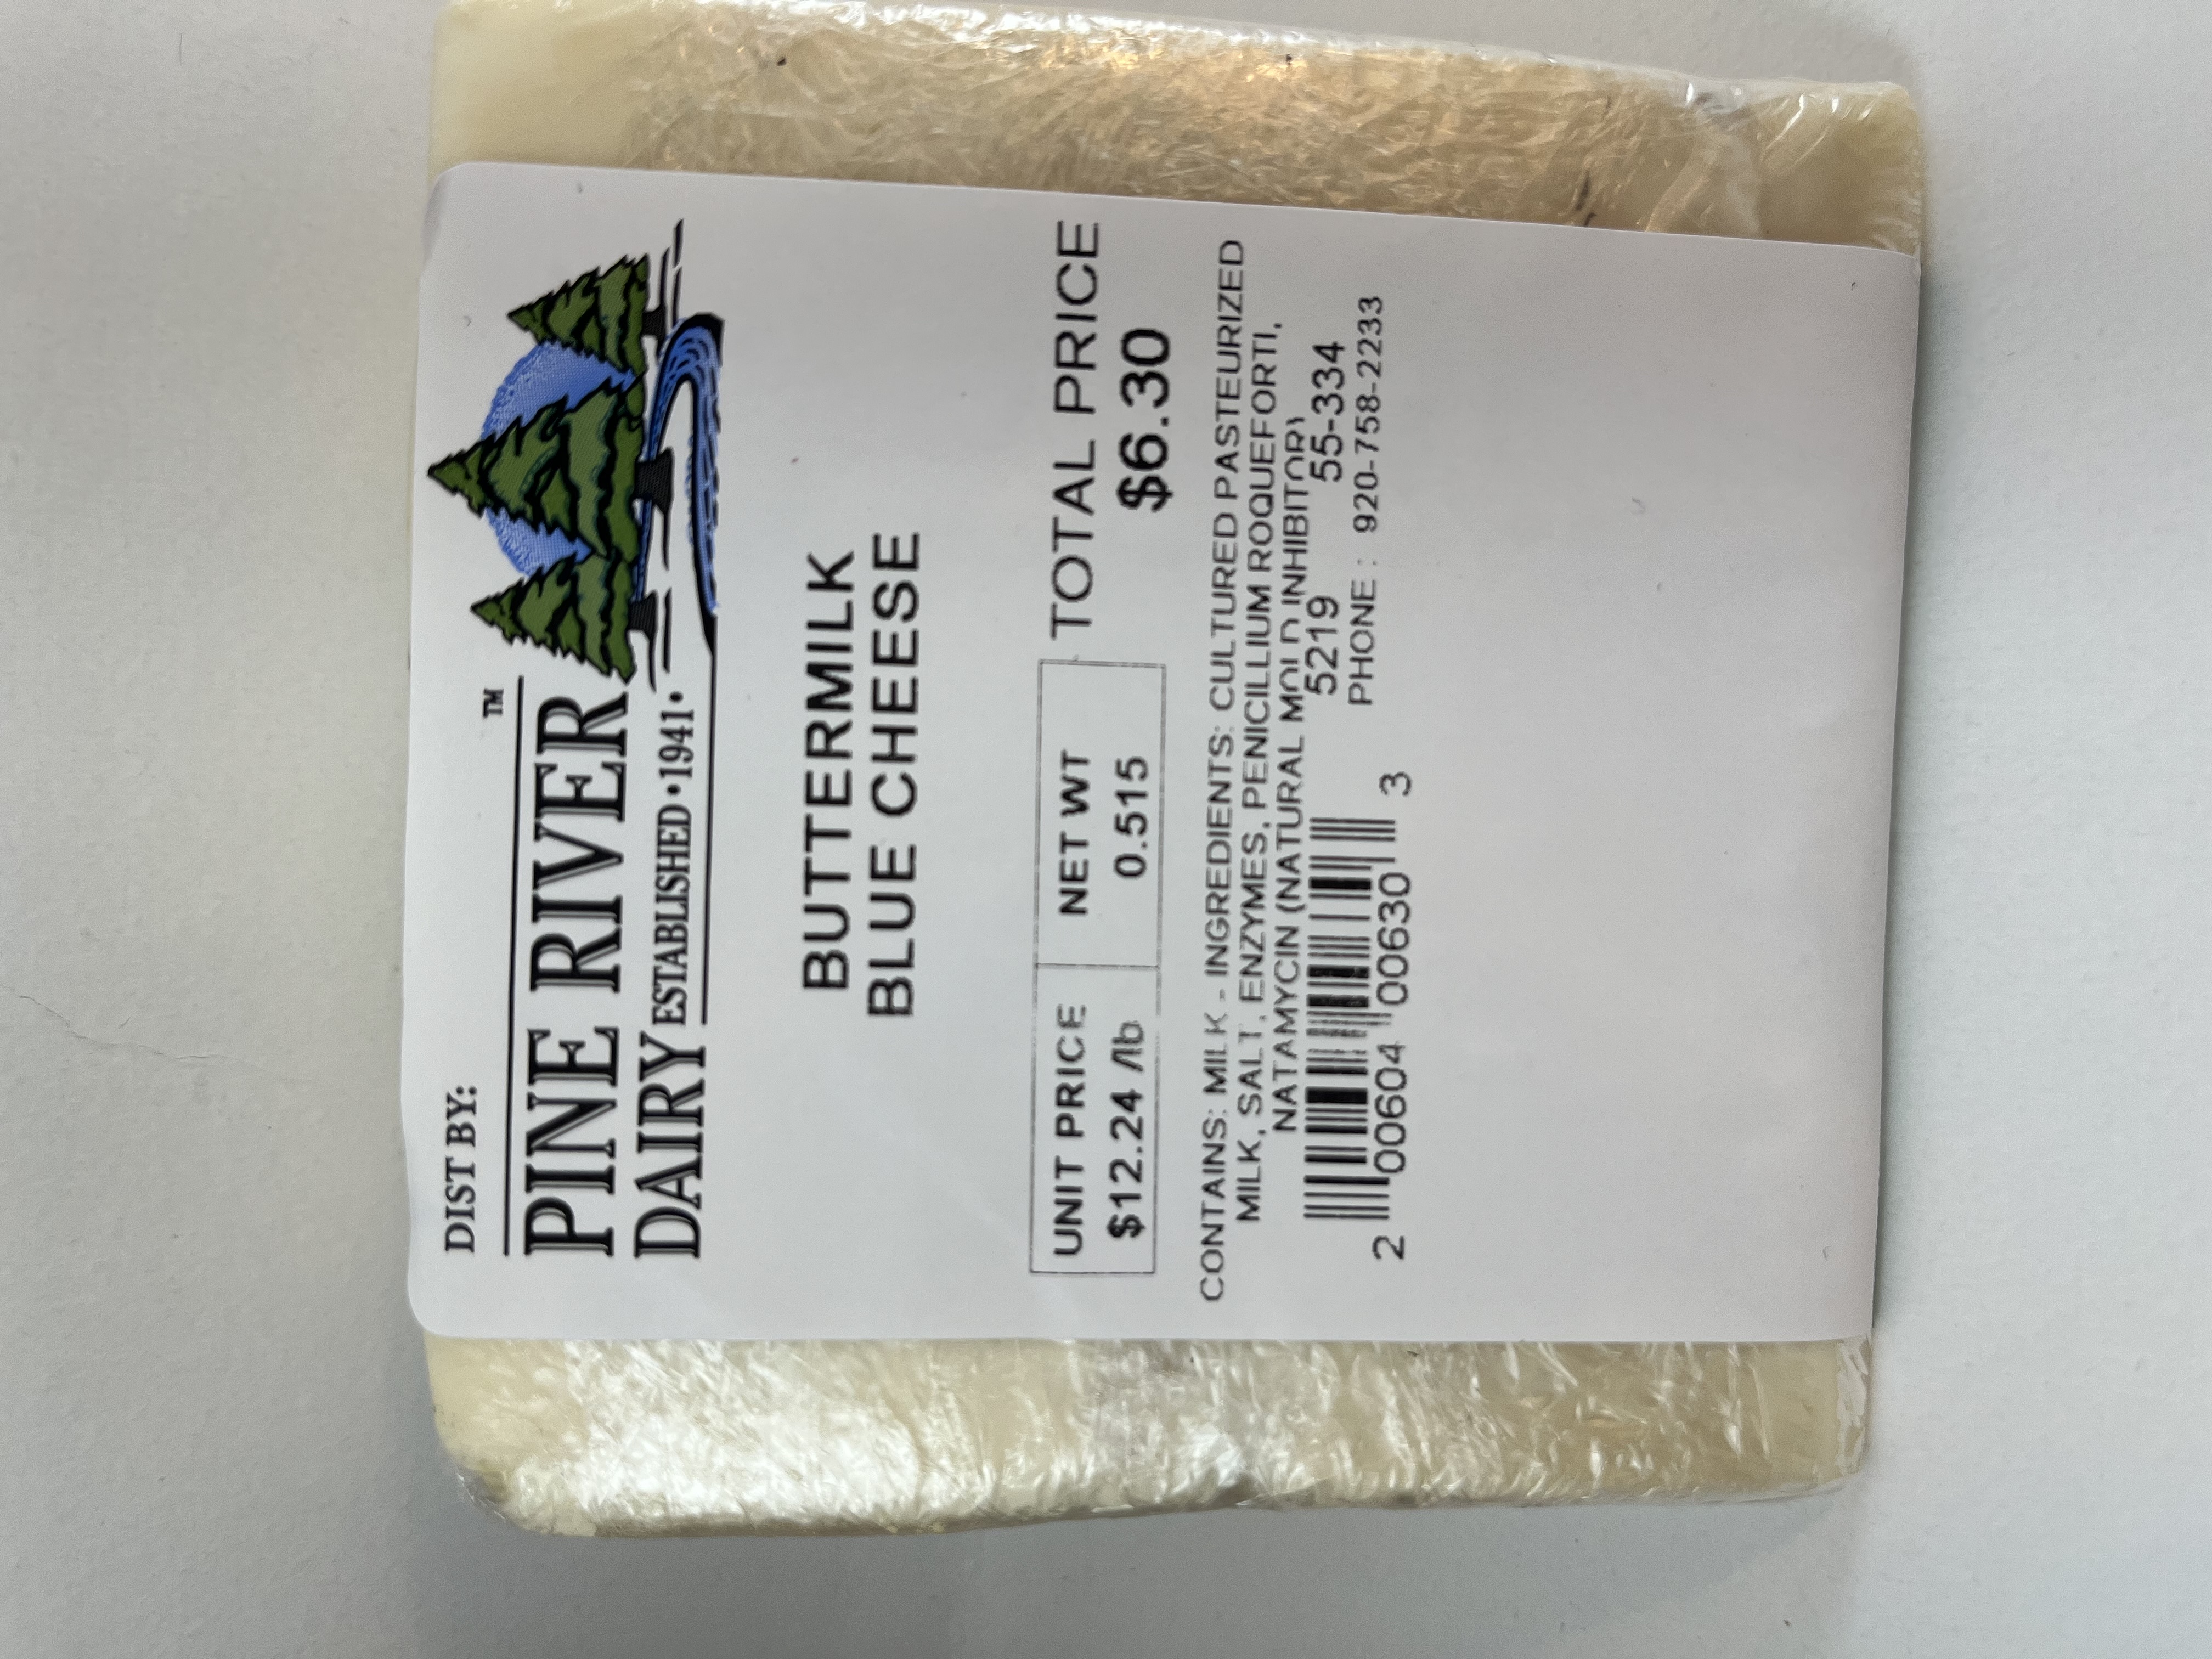 DIST BY:
PINE RIVER™
DAIRY ESTABLISHED•1941•
BUTTERMILK
BLUE CHEESE
UNIT PRICE NET WT TOTAL PRICE
$12.24 /lb 0.515 $6.30
CONTAINS: MILK - INGREDIENTS: CULTURED PASTEURIZED
MILK, SALT, ENZYMES, PENICILLIUM ROQUEFORTI,
NATAMYCIN (NATURAL MOLD INHIBITOR)
5219 55-334
PHONE: 920-758-2233
2 00604 00630 3